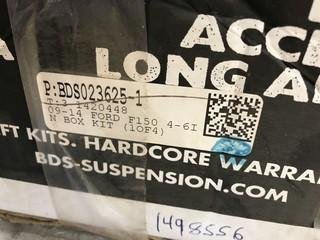 ACCE
LONG A
P:BDS023625-1
T:3 1420448
09-14 FORD F150 4-6I
N BOX KIT (1OF4)
FT KITS. HARDCORE WARRA
BDS-SUSPENSION.COM
1498556